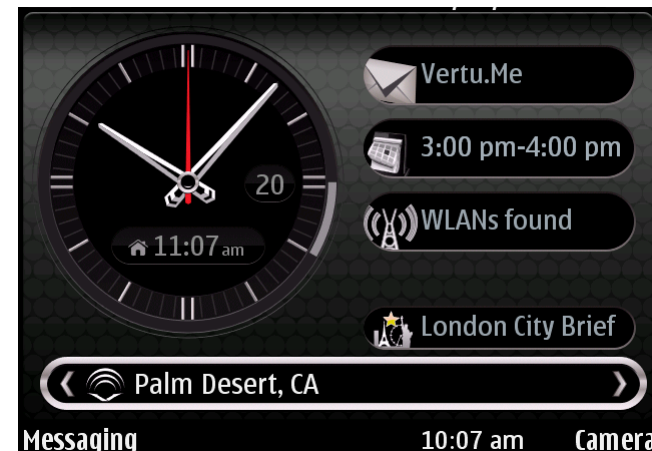 Vertu.Me
3:00 pm-4:00 pm
20
WLANs found
11:07 am
London City Brief
Palm Desert, CA
Messaging
10:07 am
Camera